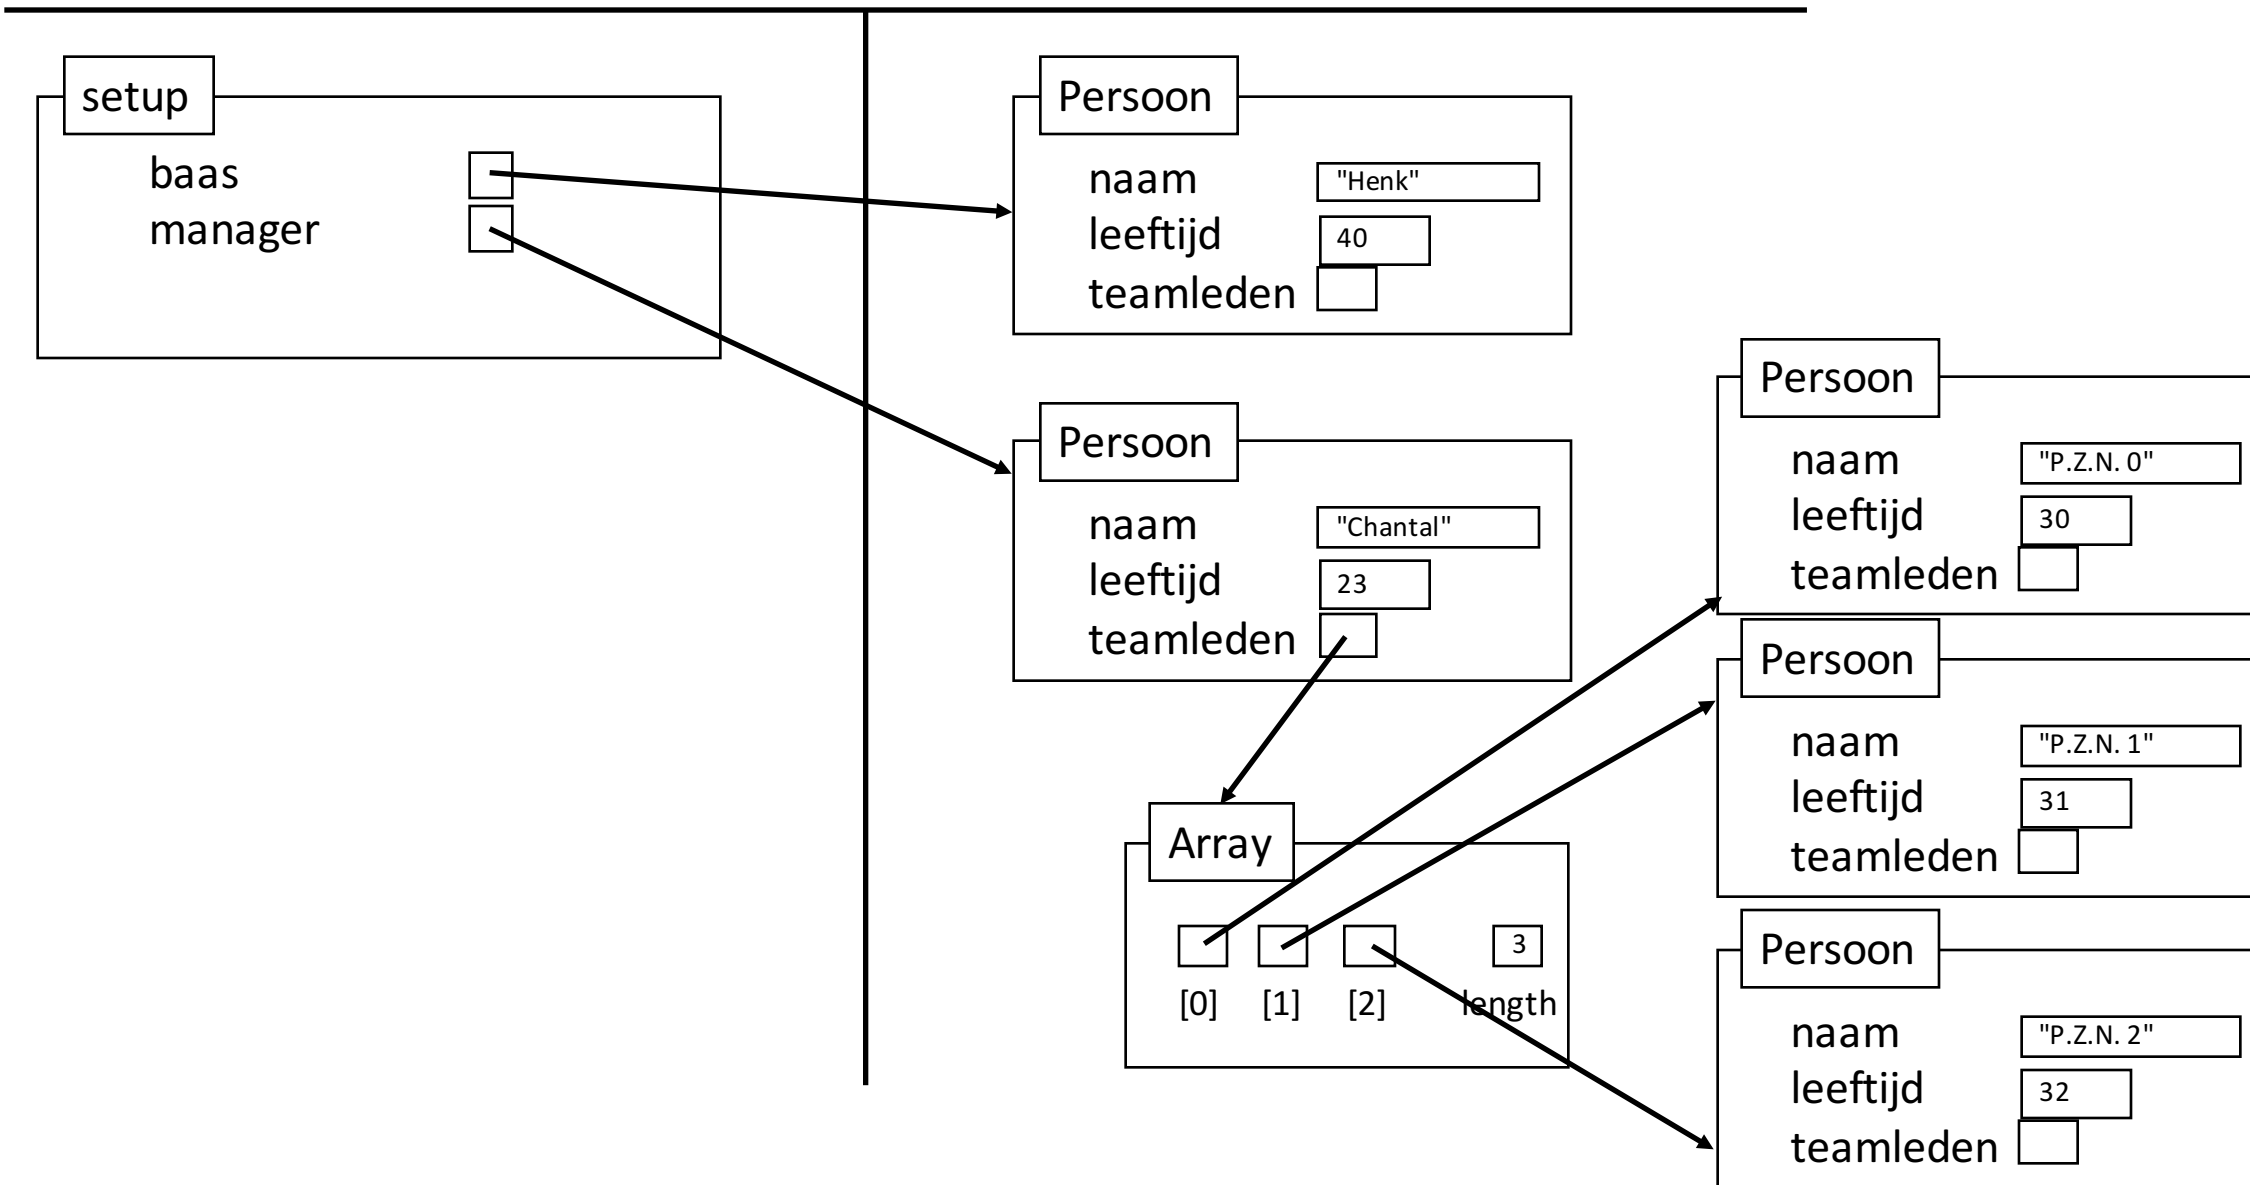 setup
baas
manager
Persoon
naam "Henk"
leeftijd 40
teamleden
Persoon
naam "Chantal"
leeftijd 23
teamleden
Array
3
[0] [1] [2] length
Persoon
naam "P.Z.N. 0"
leeftijd 30
teamleden
Persoon
naam "P.Z.N. 1"
leeftijd 31
teamleden
Persoon
naam "P.Z.N. 2"
leeftijd 32
teamleden